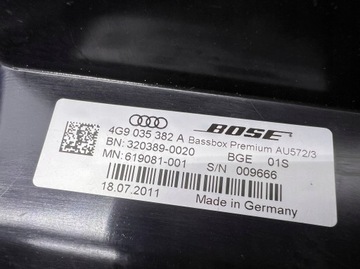 BOSE
4G9 035 382 A Bassbox Premium AU572/3
BN: 320389-0020 BGE 01S
MN: 619081-001 S/N 009666
18.07.2011 Made in Germany